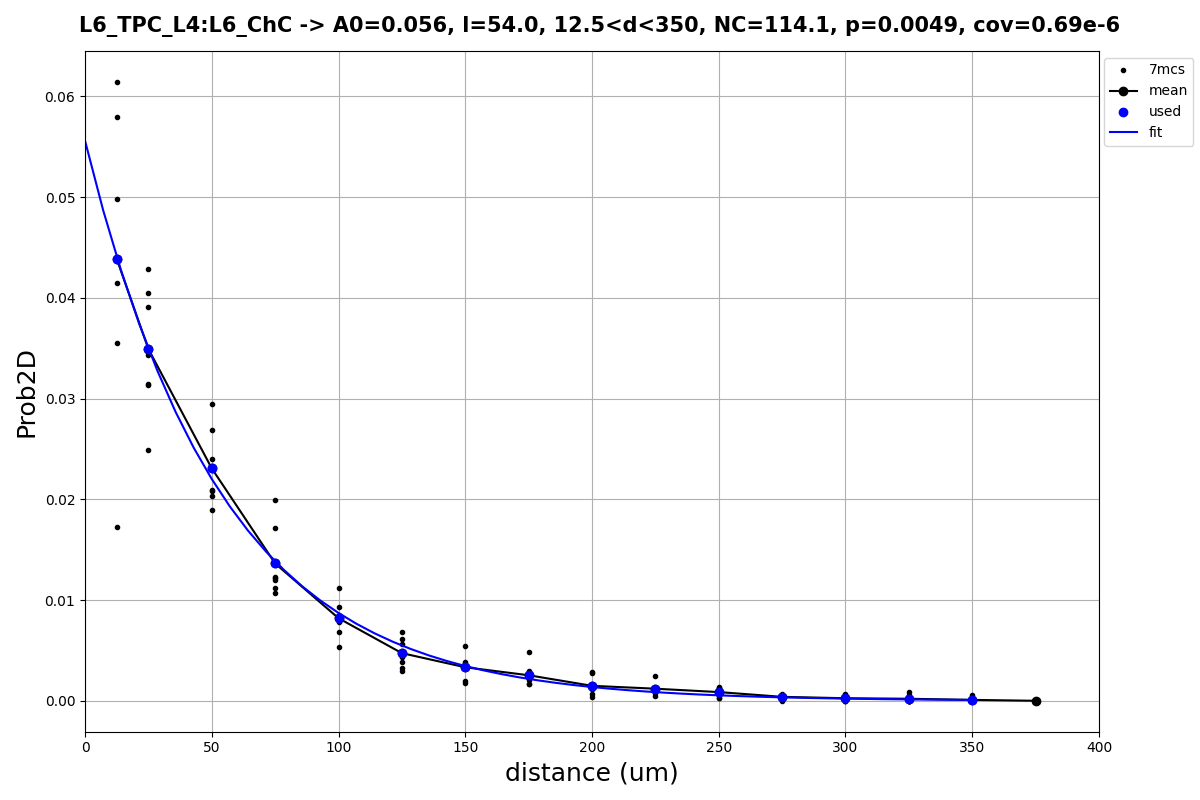 L6_TPC_L4:L6_ChC -> A0=0.056, l=54.0, 12.5<d<350, NC=114.1, p=0.0049, cov=0.69e-6
7mcs
mean
used
fit
Prob2D
0.06
0.05
0.04
0.03
0.02
0.01
0.00
0 50 100 150 200 250 300 350 400
distance (um)